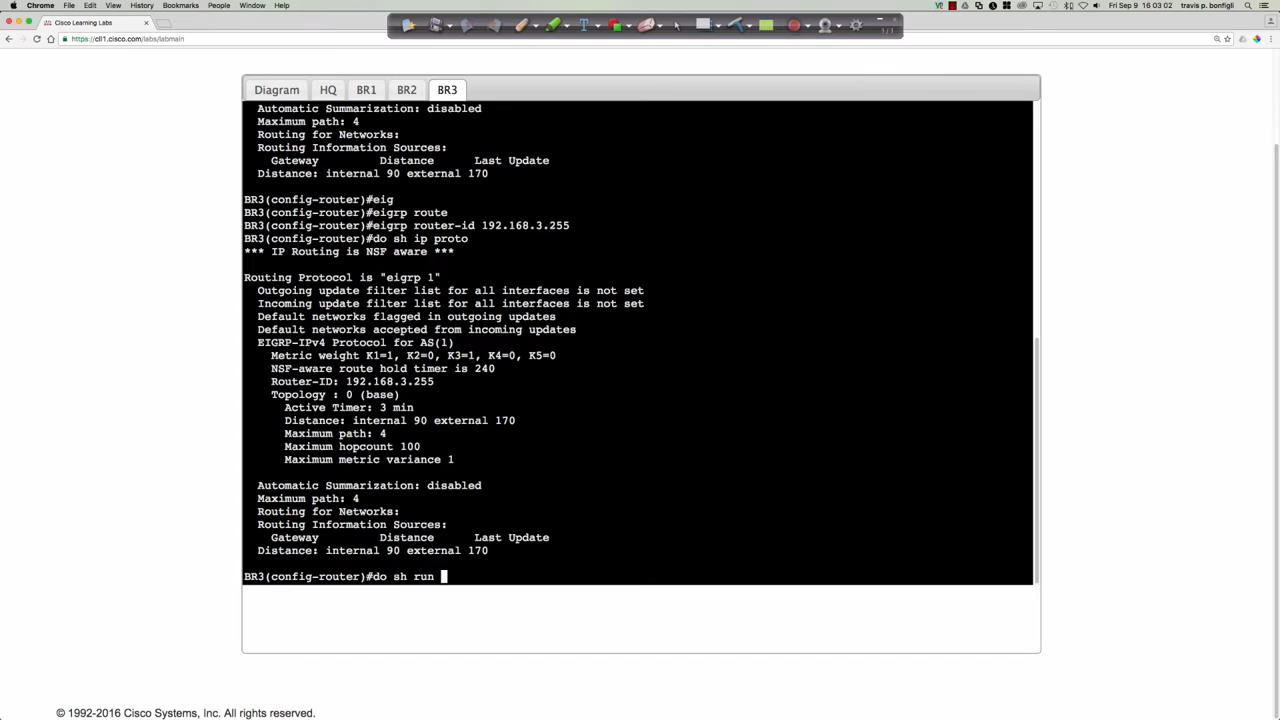 Chrome File Edit View History Bookmarks People Window Help
Fri Sep 9 16 03 02 travis p. bonfigli
Cisco Learning Labs
https://cll1.cisco.com/labs/labmain
Diagram HQ BR1 BR2 BR3
Automatic Summarization: disabled
Maximum path: 4
Routing for Networks:
Routing Information Sources:
Gateway Distance Last Update
Distance: internal 90 external 170
BR3(config-router)#eig
BR3(config-router)#eigrp route
BR3(config-router)#eigrp router-id 192.168.3.255
BR3(config-router)#do sh ip proto
*** IP Routing is NSF aware ***
Routing Protocol is "eigrp 1"
Outgoing update filter list for all interfaces is not set
Incoming update filter list for all interfaces is not set
Default networks flagged in outgoing updates
Default networks accepted from incoming updates
EIGRP-IPv4 Protocol for AS(1)
Metric weight K1=1, K2=0, K3=1, K4=0, K5=0
NSF-aware route hold timer is 240
Router-ID: 192.168.3.255
Topology : 0 (base)
Active Timer: 3 min
Distance: internal 90 external 170
Maximum path: 4
Maximum hopcount 100
Maximum metric variance 1
Automatic Summarization: disabled
Maximum path: 4
Routing for Networks:
Routing Information Sources:
Gateway Distance Last Update
Distance: internal 90 external 170
BR3(config-router)#do sh run
© 1992-2016 Cisco Systems, Inc. All rights reserved.